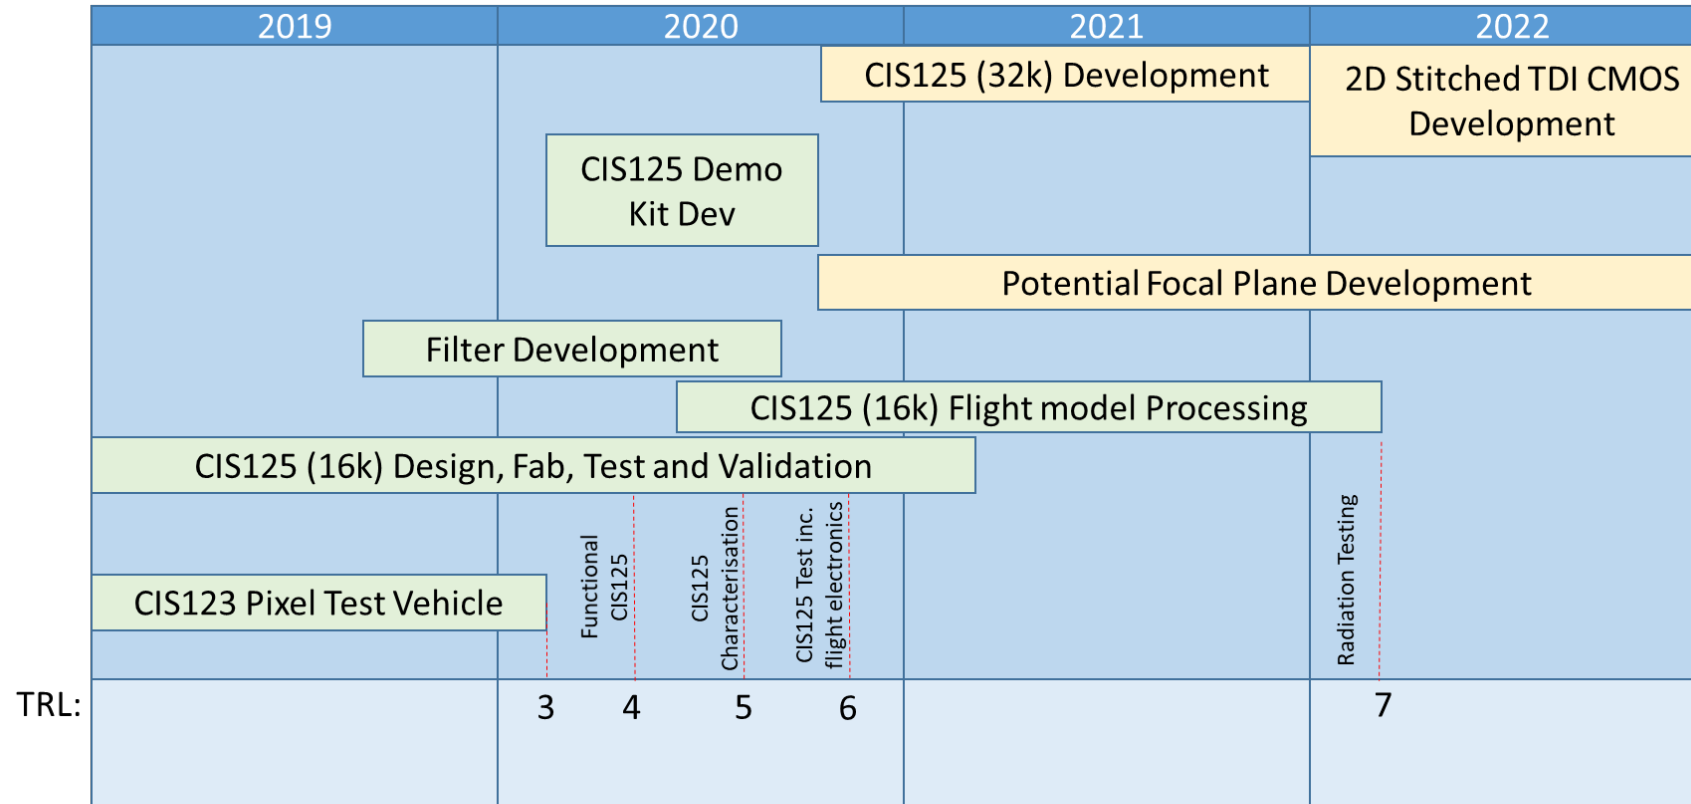 2019
2020
2021
2022
CIS125 (32k) Development
2D Stitched TDI CMOS
Development
CIS125 Demo
Kit Dev
Potential Focal Plane Development
Filter Development
CIS125 (16k) Flight model Processing
CIS125 (16k) Design, Fab, Test and Validation
Functional
CIS125
CIS125
Characterisation
CIS125 Test inc.
flight electronics
Radiation Testing
CIS123 Pixel Test Vehicle
TRL:
3
4
5
6
7